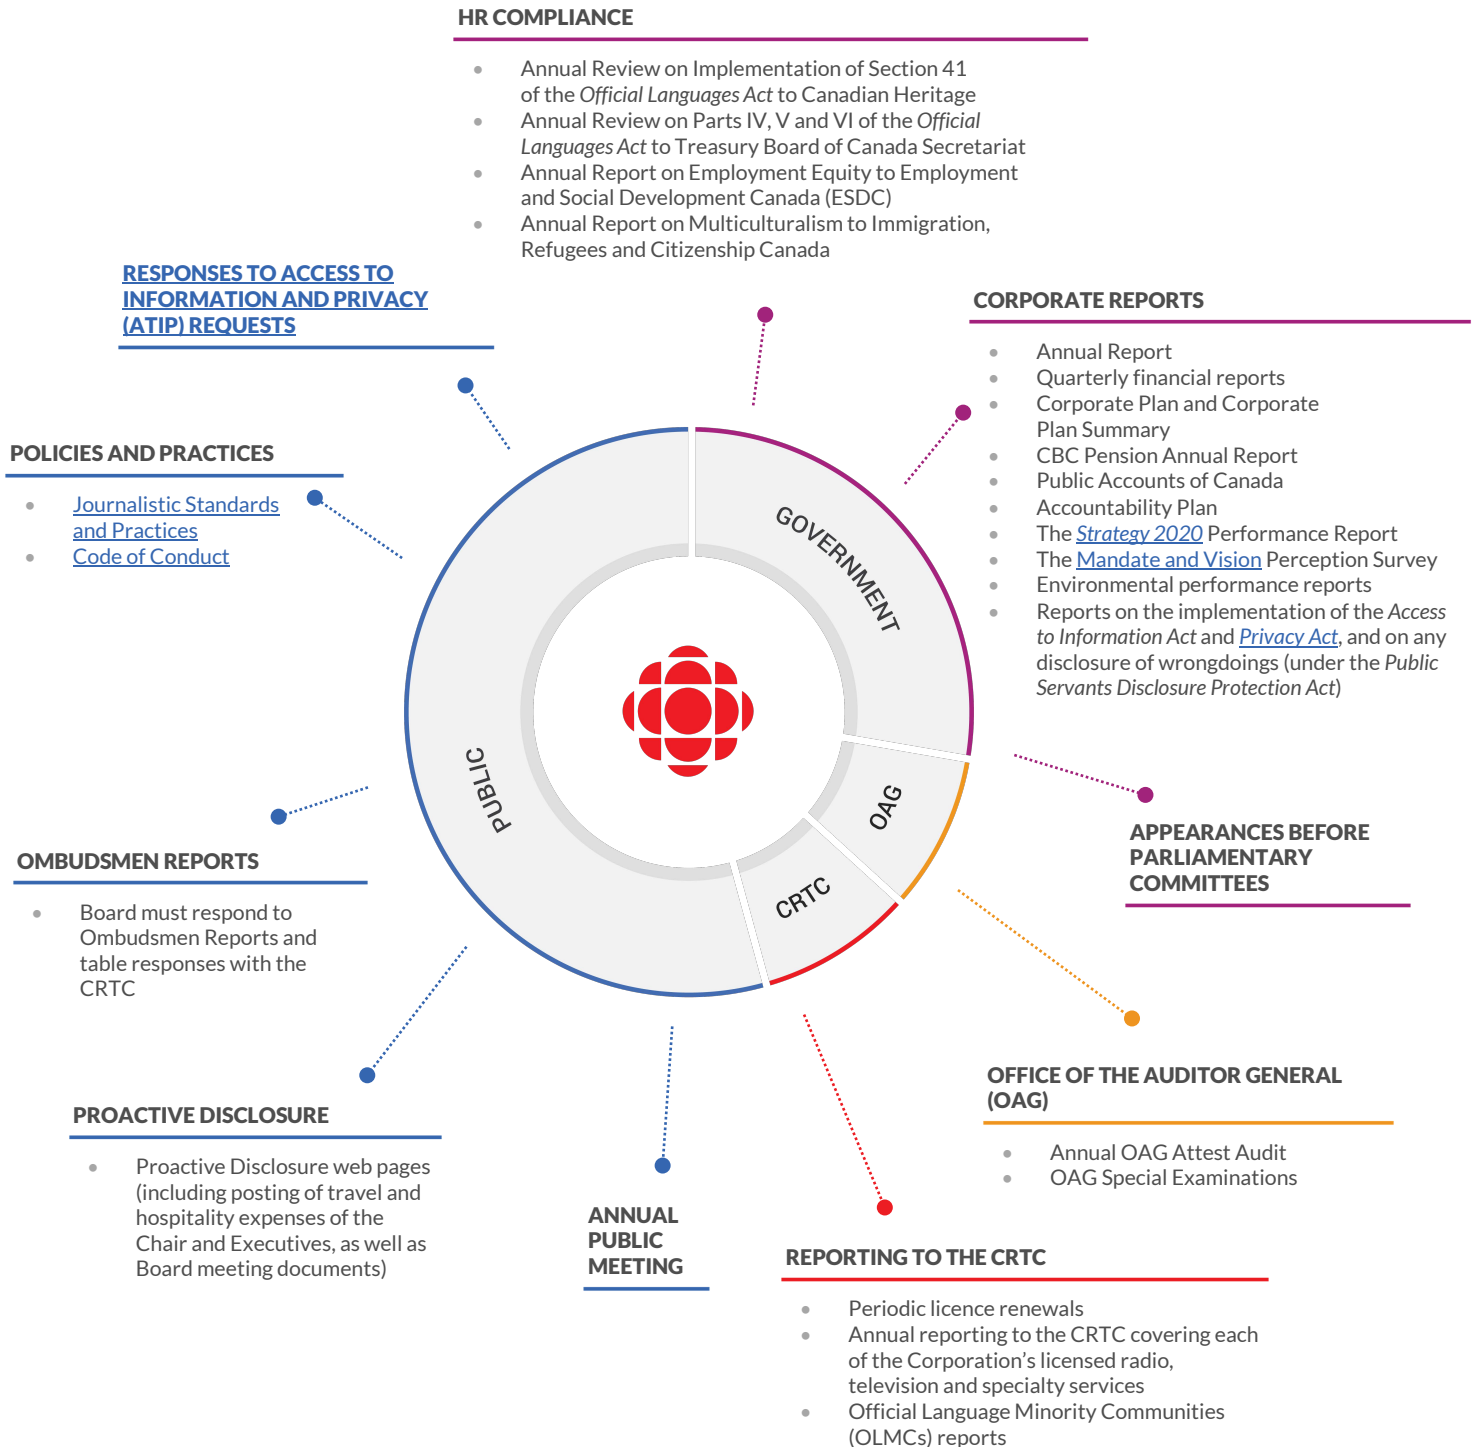 HR COMPLIANCE
• Annual Review on Implementation of Section 41
of the Official Languages Act to Canadian Heritage
• Annual Review on Parts IV, V and VI of the Official
Languages Act to Treasury Board of Canada Secretariat
• Annual Report on Employment Equity to Employment
and Social Development Canada (ESDC)
• Annual Report on Multiculturalism to Immigration,
Refugees and Citizenship Canada
RESPONSES TO ACCESS TO
INFORMATION AND PRIVACY
(ATIP) REQUESTS
CORPORATE REPORTS
• Annual Report
• Quarterly financial reports
• Corporate Plan and Corporate
Plan Summary
• CBC Pension Annual Report
• Public Accounts of Canada
• Accountability Plan
• The Strategy 2020 Performance Report
• The Mandate and Vision Perception Survey
• Environmental performance reports
• Reports on the implementation of the Access
to Information Act and Privacy Act, and on any
disclosure of wrongdoings (under the Public
Servants Disclosure Protection Act)
POLICIES AND PRACTICES
• Journalistic Standards
and Practices
• Code of Conduct
GOVERNMENT
PUBLIC
OAG
CRTC
APPEARANCES BEFORE
PARLIAMENTARY
COMMITTEES
OMBUDSMEN REPORTS
• Board must respond to
Ombudsmen Reports and
table responses with the
CRTC
OFFICE OF THE AUDITOR GENERAL
(OAG)
• Annual OAG Attest Audit
• OAG Special Examinations
PROACTIVE DISCLOSURE
• Proactive Disclosure web pages
(including posting of travel and
hospitality expenses of the
Chair and Executives, as well as
Board meeting documents)
ANNUAL
PUBLIC
MEETING
REPORTING TO THE CRTC
• Periodic licence renewals
• Annual reporting to the CRTC covering each
of the Corporation's licensed radio,
television and specialty services
• Official Language Minority Communities
(OLMCs) reports